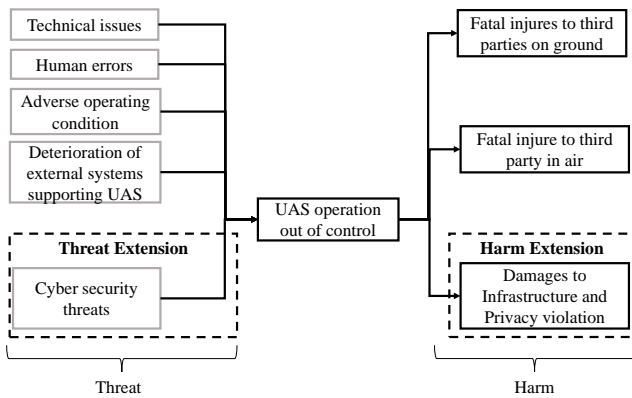 Technical issues
Human errors
Adverse operating
condition
Deterioration of
external systems
supporting UAS
Threat Extension
Cyber security
threats
Threat
UAS operation
out of control
Fatal injures to third
parties on ground
Fatal injure to third
party in air
Harm Extension
Damages to
Infrastructure and
Privacy violation
Harm